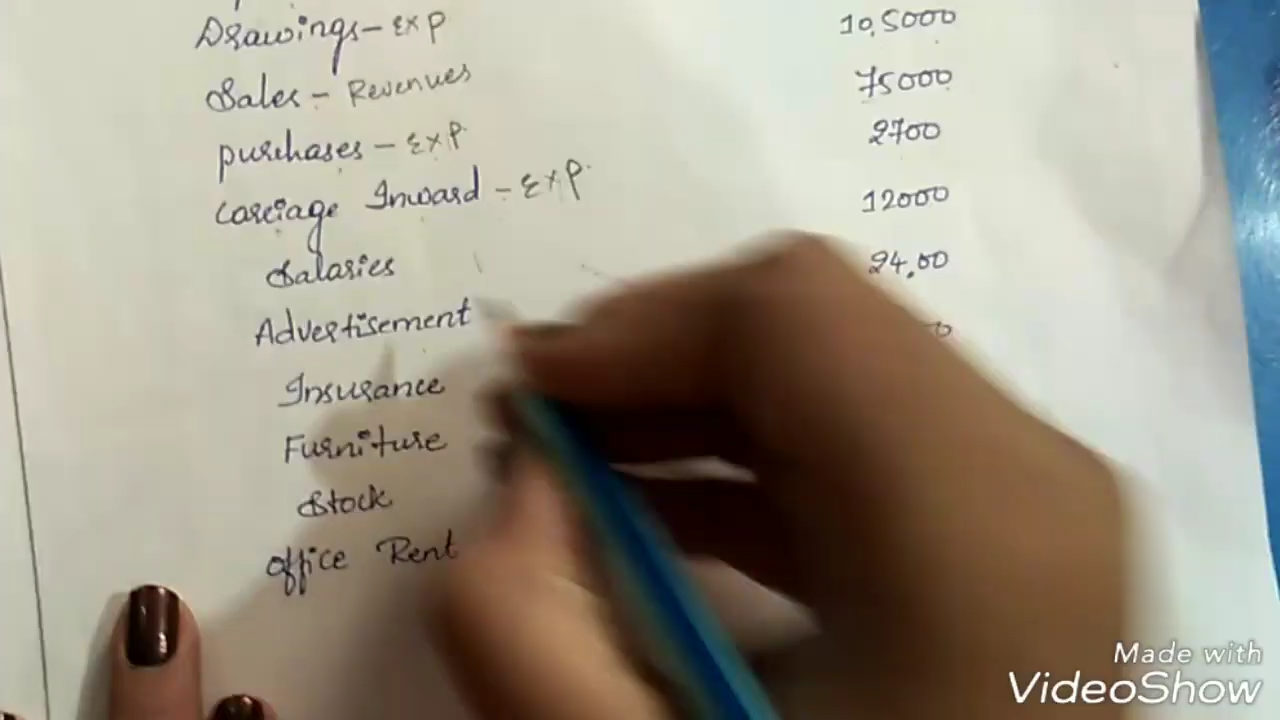 Drawings - Exp 10,5000
Sales - Revenues 75000
purchases - Exp. 2700
Carriage Inward - Exp. 12000
Salaries 24,00
Advertisement
Insurance
Furniture
Stock
office Rent
Made with
VideoShow